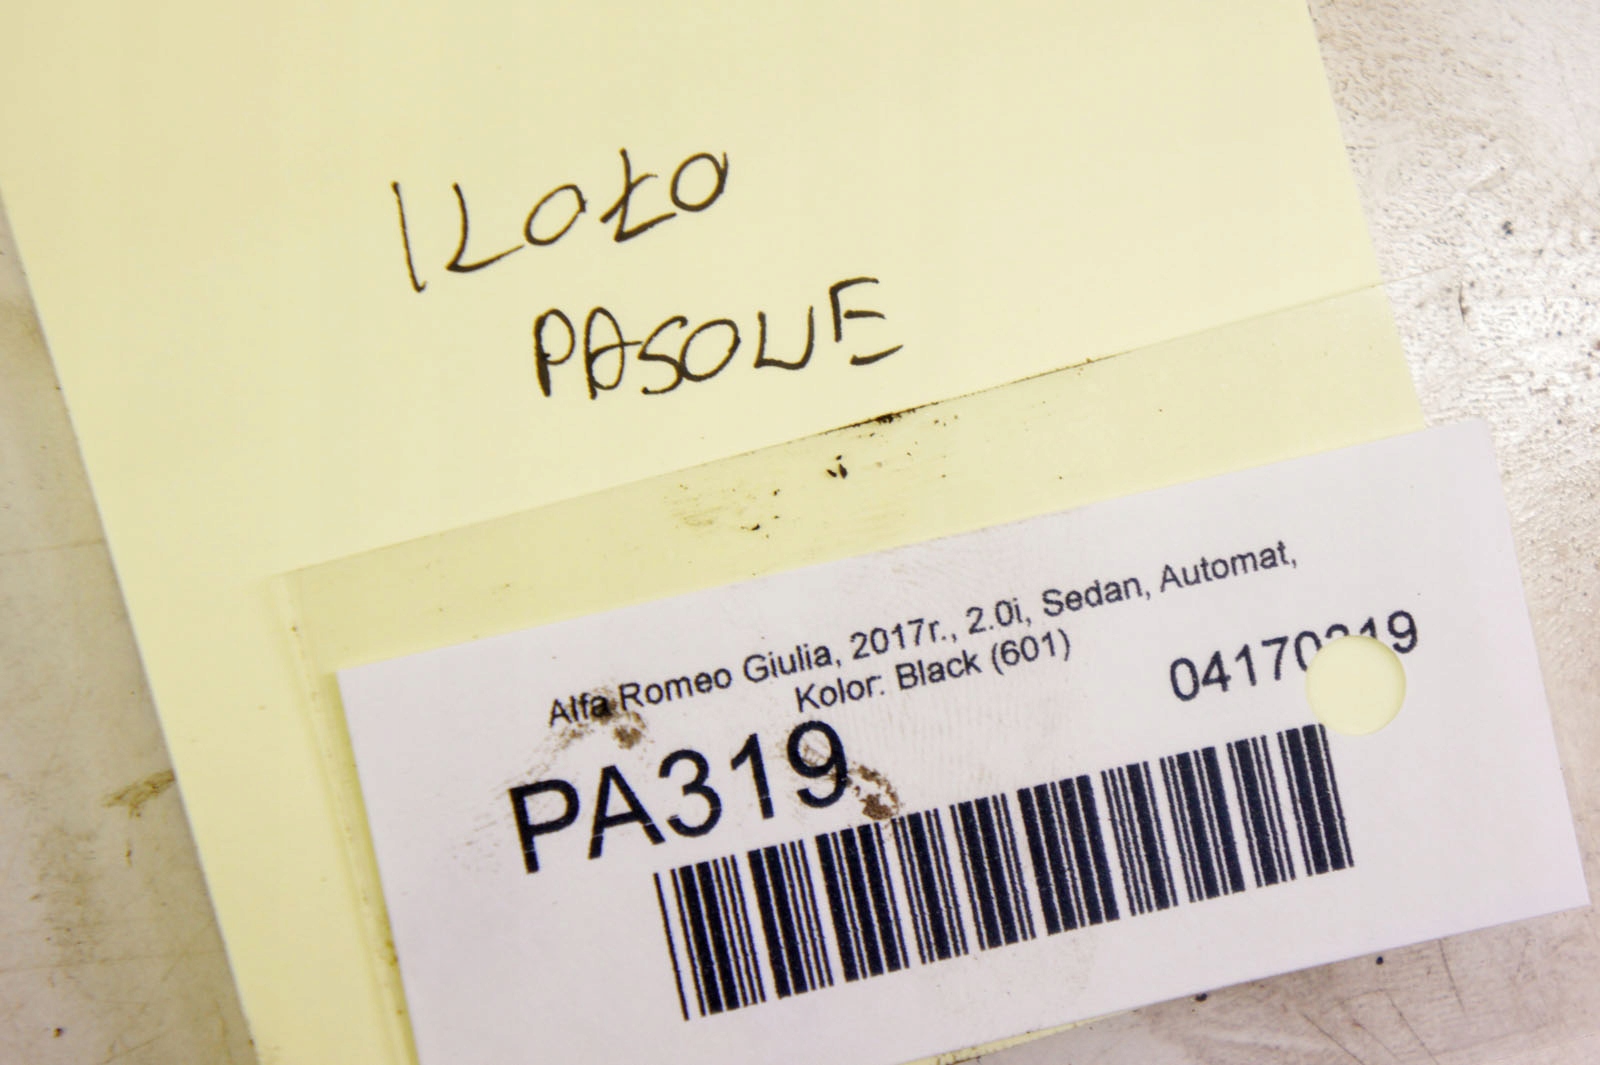 KOŁO
PASOWE
Alfa Romeo Giulia, 2017r., 2.0i, Sedan, Automat,
Kolor: Black (601)
PA319